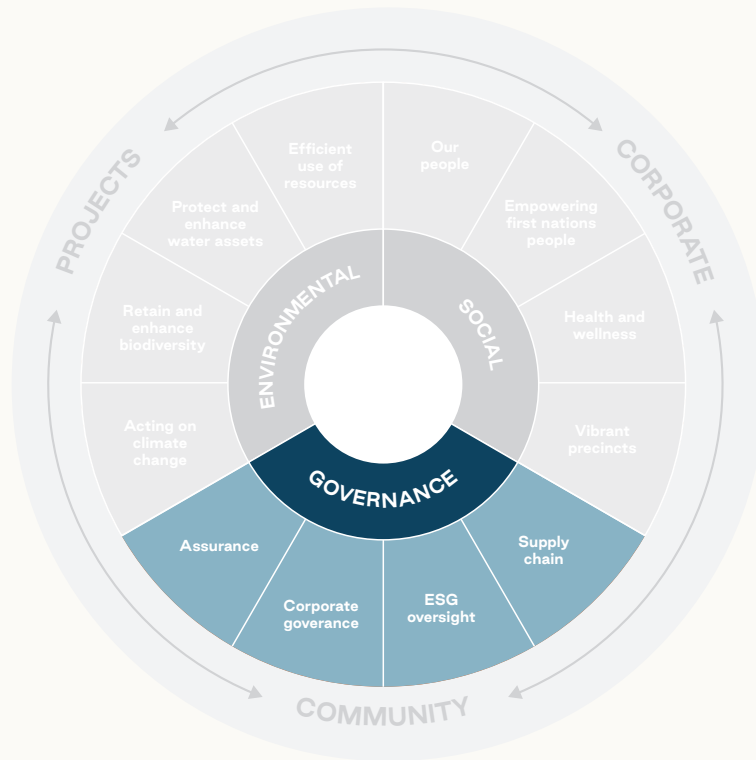 PROJECTS
CORPORATE
COMMUNITY
ENVIRONMENTAL
SOCIAL
GOVERNANCE
Efficient
use of
resources
Our
people
Protect and
enhance
water assets
Empowering
first nations
people
Retain and
enhance
biodiversity
Health and
wellness
Acting on
climate
change
Vibrant
precincts
Assurance
Corporate
goverance
ESG
oversight
Supply
chain